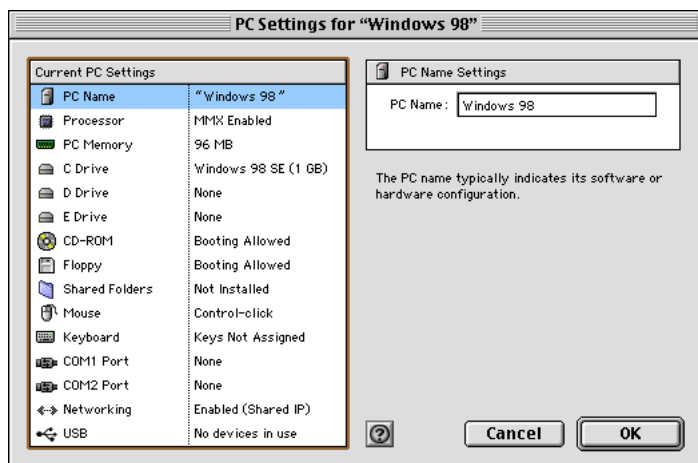 PC Settings for “Windows 98”
Current PC Settings
PC Name “Windows 98”
Processor MMX Enabled
PC Memory 96 MB
C Drive Windows 98 SE (1 GB)
D Drive None
E Drive None
CD-ROM Booting Allowed
Floppy Booting Allowed
Shared Folders Not Installed
Mouse Control-click
Keyboard Keys Not Assigned
COM1 Port None
COM2 Port None
Networking Enabled (Shared IP)
USB No devices in use
PC Name Settings
PC Name: Windows 98
The PC name typically indicates its software or
hardware configuration.
?
Cancel OK